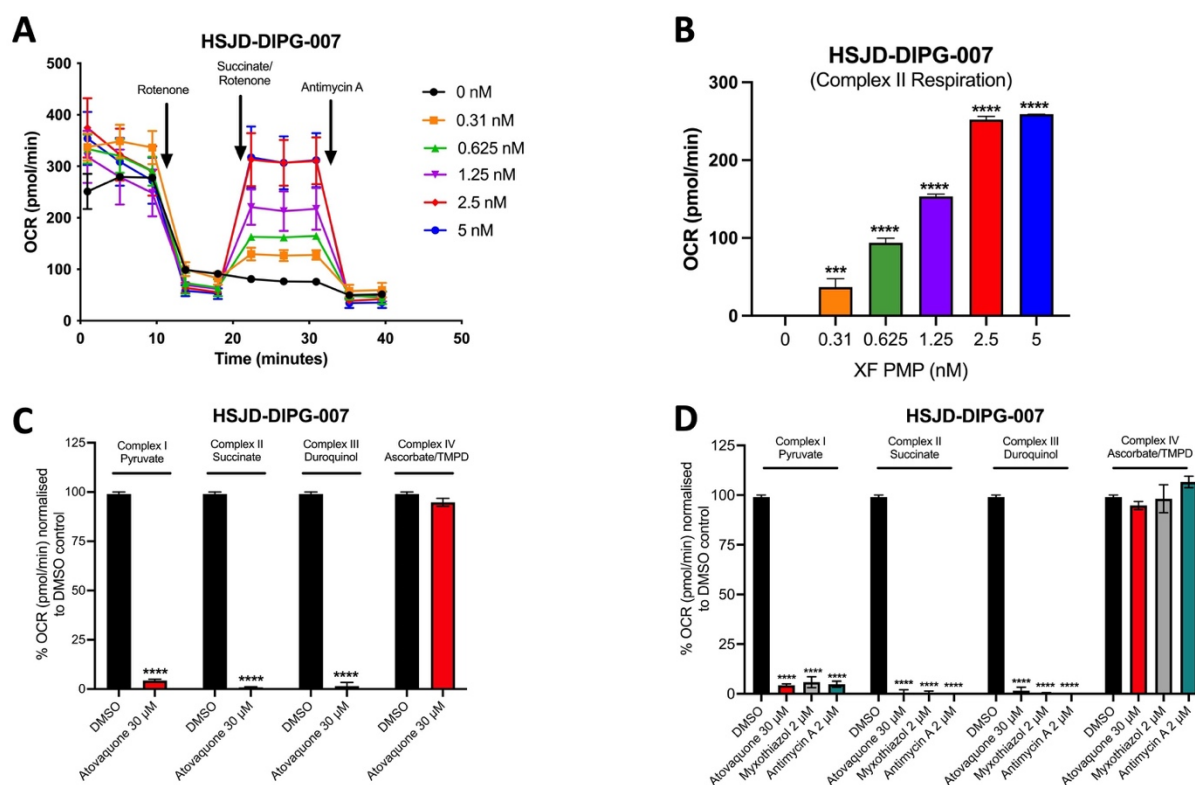 A
HSJD-DIPG-007
OCR (pmol/min)
500
400
300
200
100
0
Rotenone
Succinate/
Rotenone
Antimycin A
0 nM
0.31 nM
0.625 nM
1.25 nM
2.5 nM
5 nM
0 10 20 30 40 50
Time (minutes)
B
HSJD-DIPG-007
(Complex II Respiration)
OCR (pmol/min)
300
200
100
0
***
****
****
****
****
0 0.31 0.625 1.25 2.5 5
XF PMP (nM)
C
HSJD-DIPG-007
% OCR (pmol/min) normalised
to DMSO control
125
100
75
50
25
0
Complex I
Pyruvate
Complex II
Succinate
Complex III
Duroquinol
Complex IV
Ascorbate/TMPD
****
****
****
DMSO
Atovaquone 30 µM
DMSO
Atovaquone 30 µM
DMSO
Atovaquone 30 µM
DMSO
Atovaquone 30 µM
D
HSJD-DIPG-007
% OCR (pmol/min) normalised
to DMSO control
125
100
75
50
25
0
Complex I
Pyruvate
Complex II
Succinate
Complex III
Duroquinol
Complex IV
Ascorbate/TMPD
**** **** ****
**** **** ****
**** **** ****
DMSO
Atovaquone 30 µM
Myxothiazol 2 µM
Antimycin A 2 µM
DMSO
Atovaquone 30 µM
Myxothiazol 2 µM
Antimycin A 2 µM
DMSO
Atovaquone 30 µM
Myxothiazol 2 µM
Antimycin A 2 µM
DMSO
Atovaquone 30 µM
Myxothiazol 2 µM
Antimycin A 2 µM